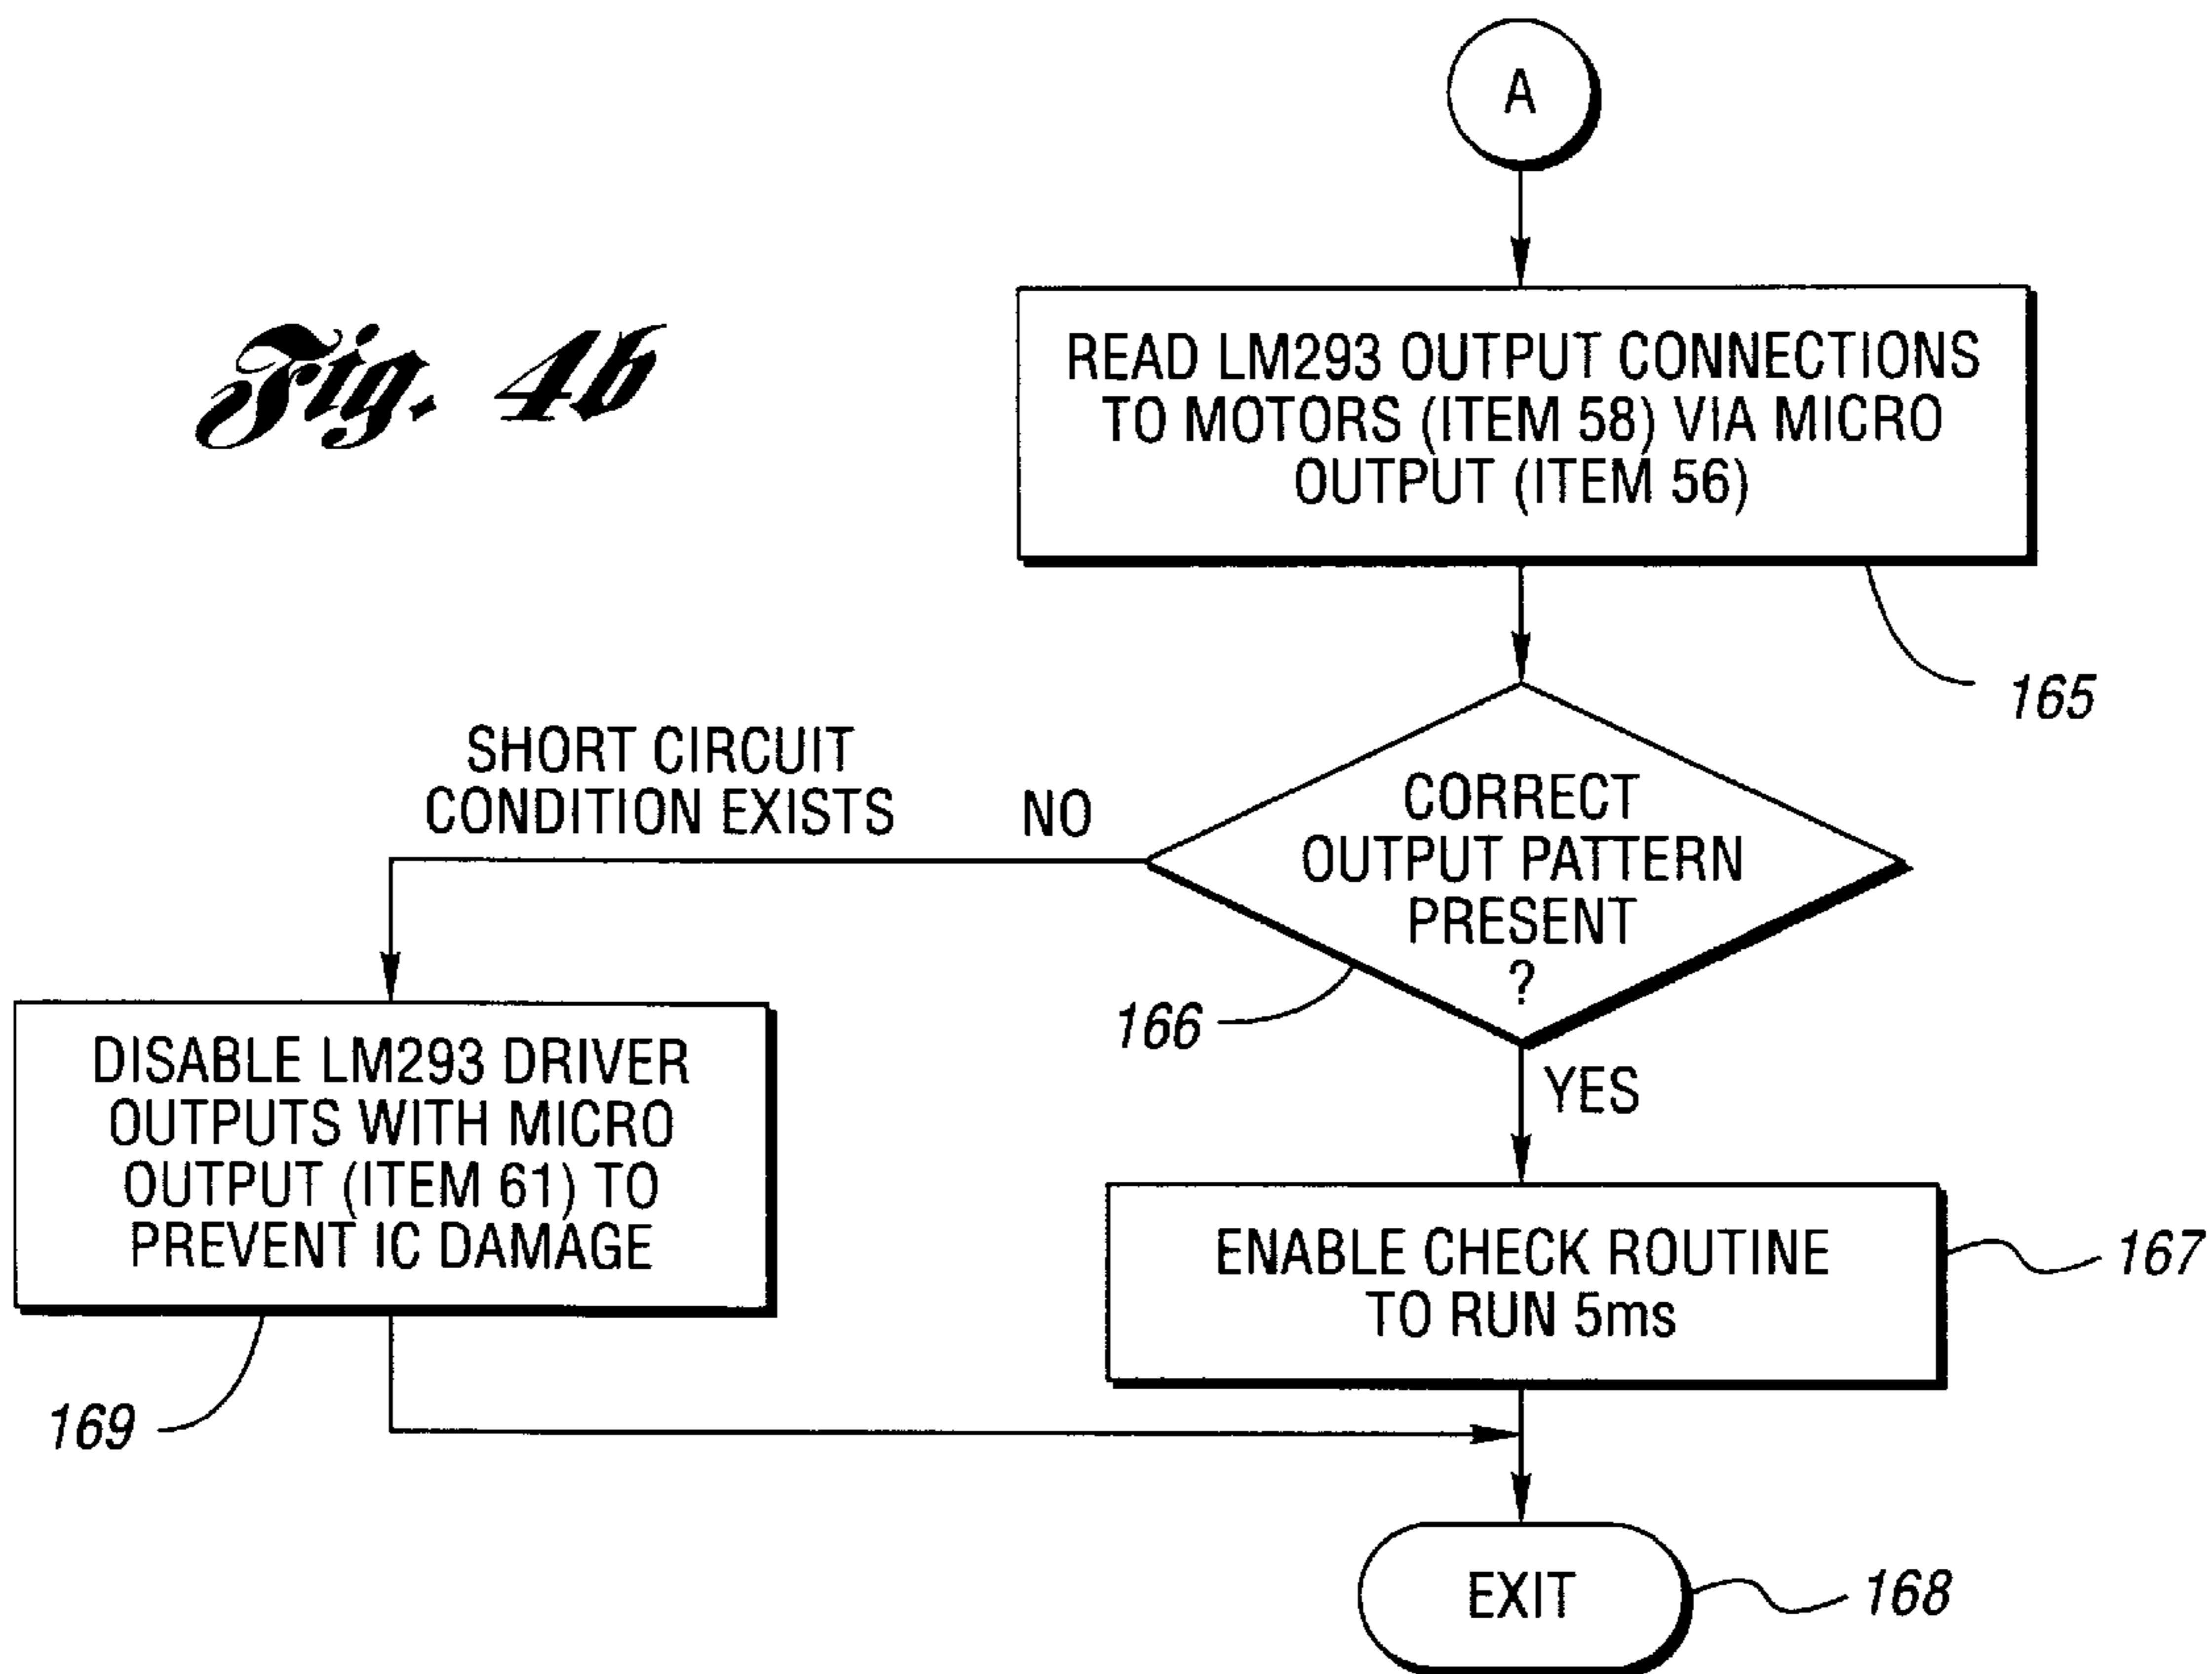 Fig. 4b
A
READ LM293 OUTPUT CONNECTIONS
TO MOTORS (ITEM 58) VIA MICRO
OUTPUT (ITEM 56)
165
CORRECT
OUTPUT PATTERN
PRESENT
?
166
NO
SHORT CIRCUIT
CONDITION EXISTS
DISABLE LM293 DRIVER
OUTPUTS WITH MICRO
OUTPUT (ITEM 61) TO
PREVENT IC DAMAGE
169
YES
ENABLE CHECK ROUTINE
TO RUN 5ms
167
EXIT
168